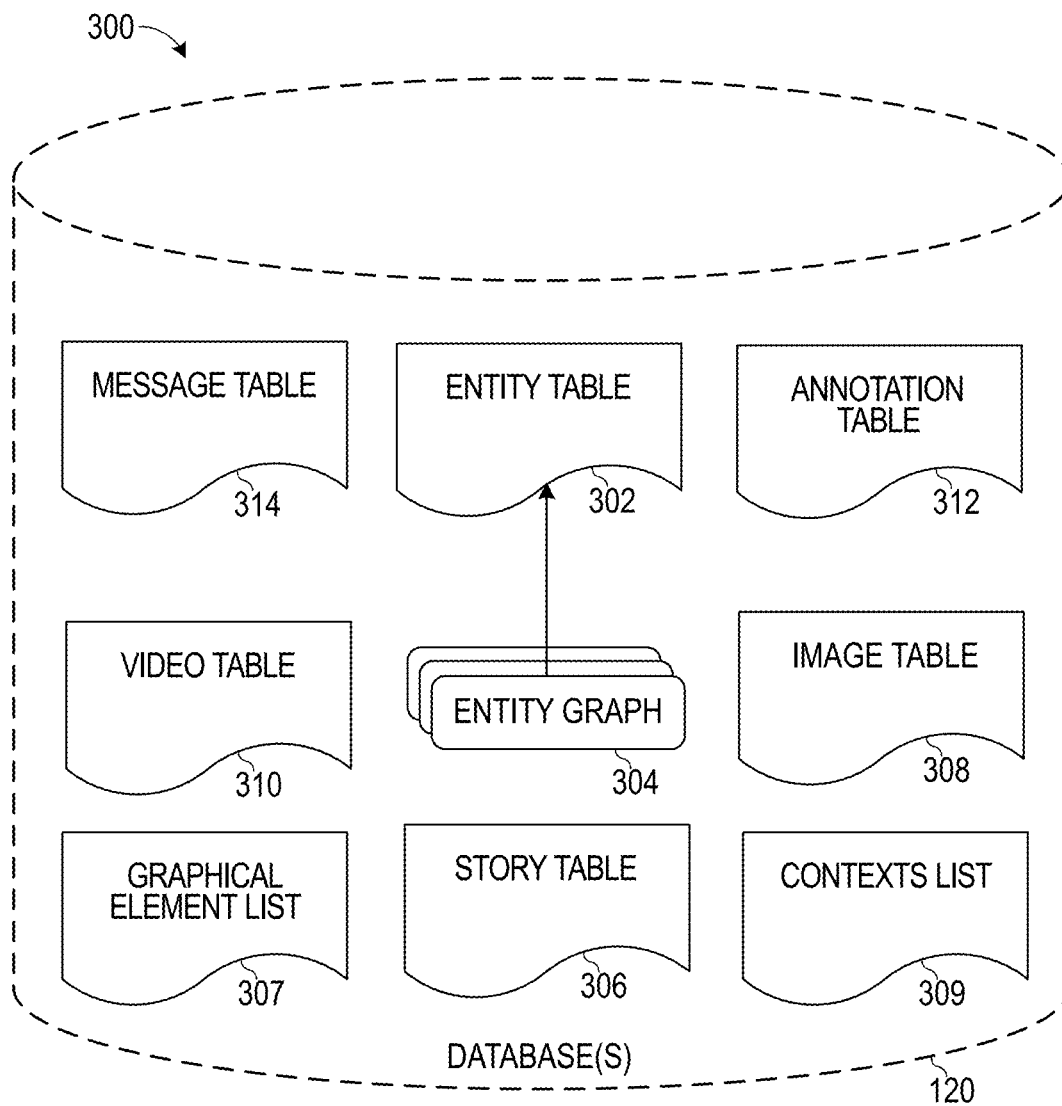 300
MESSAGE TABLE
314
ENTITY TABLE
302
ANNOTATION
TABLE
312
VIDEO TABLE
310
ENTITY GRAPH
304
IMAGE TABLE
308
GRAPHICAL
ELEMENT LIST
307
STORY TABLE
306
CONTEXTS LIST
309
DATABASE(S)
120